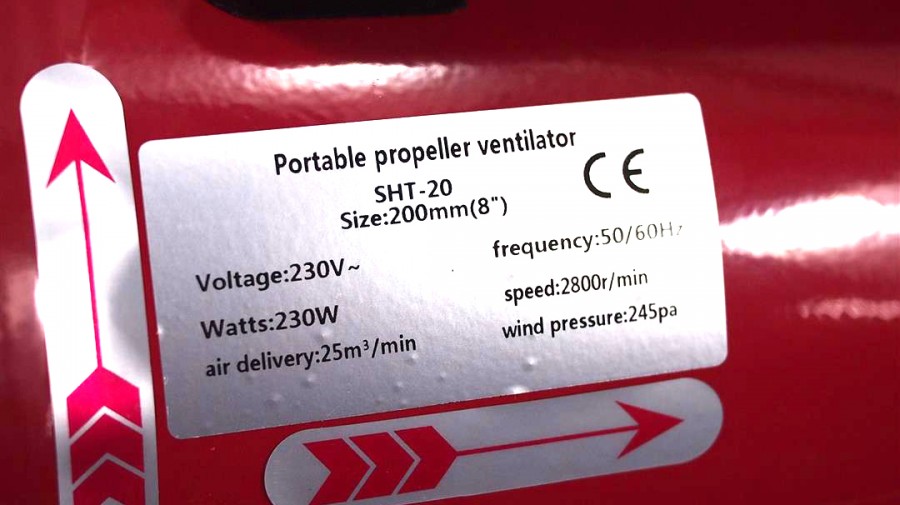 Portable propeller ventilator
SHT-20
CE
Size:200mm(8")
Voltage:230V~
frequency:50/60Hz
Watts:230W
speed:2800r/min
air delivery:25m³/min
wind pressure:245pa